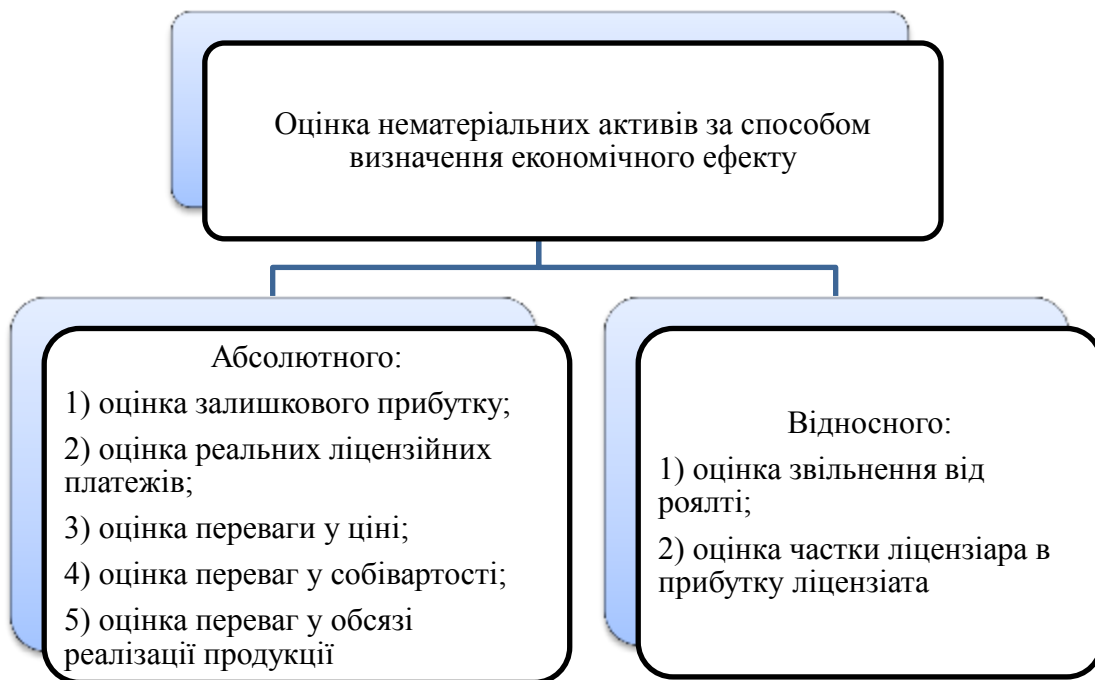 Оцінка нематеріальних активів за способом
визначення економічного ефекту
Абсолютного:
1) оцінка залишкового прибутку;
2) оцінка реальних ліцензійних
платежів;
3) оцінка переваги у ціні;
4) оцінка переваг у собівартості;
5) оцінка переваг у обсязі
реалізації продукції
Відносного:
1) оцінка звільнення від
роялті;
2) оцінка частки ліцензіара в
прибутку ліцензіата